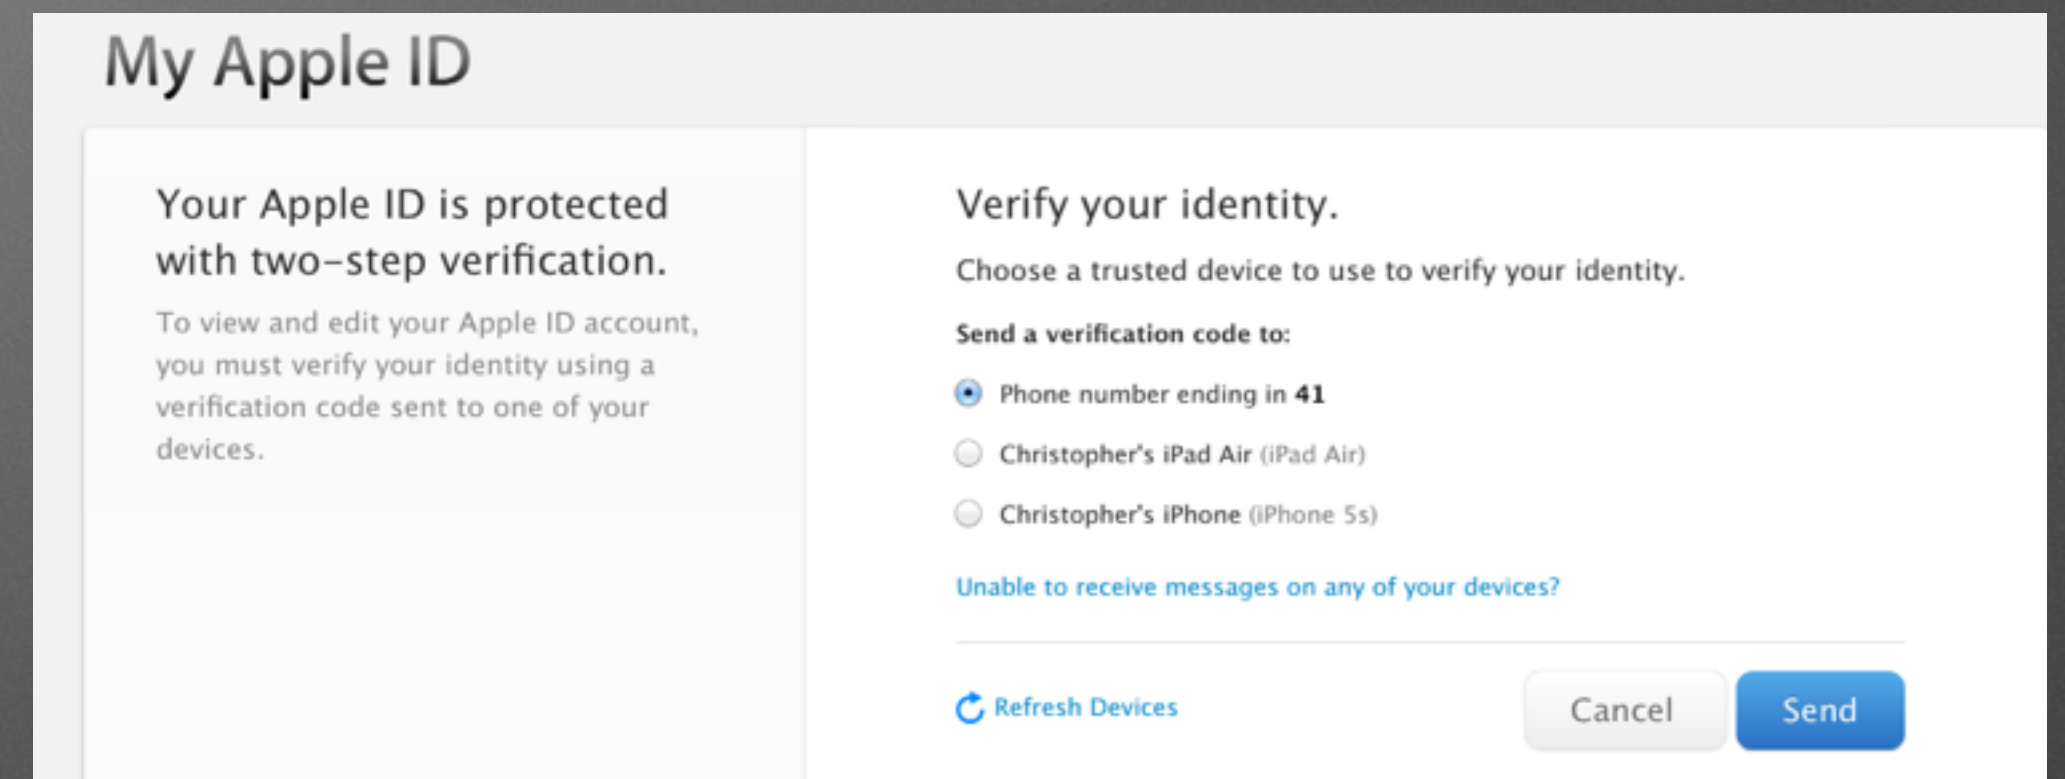 My Apple ID
Your Apple ID is protected
with two-step verification.
To view and edit your Apple ID account,
you must verify your identity using a
verification code sent to one of your
devices.
Verify your identity.
Choose a trusted device to use to verify your identity.
Send a verification code to:
Phone number ending in 41
Christopher's iPad Air (iPad Air)
Christopher's iPhone (iPhone 5s)
Unable to receive messages on any of your devices?
Refresh Devices
Cancel
Send